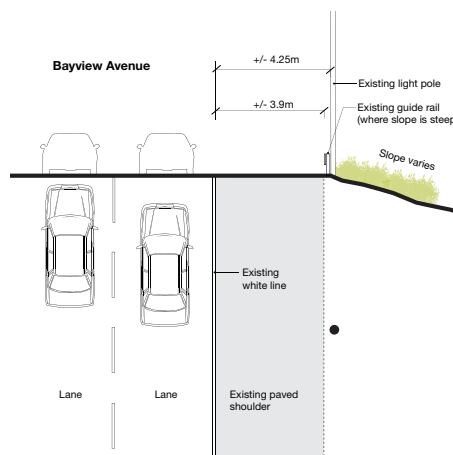 +/- 4.25m
Bayview Avenue
Existing light pole
+/- 3.9m
Existing guide rail
(where slope is steep
Slope varies
Existing
white line
Lane
Lane
Existing paved
shoulder